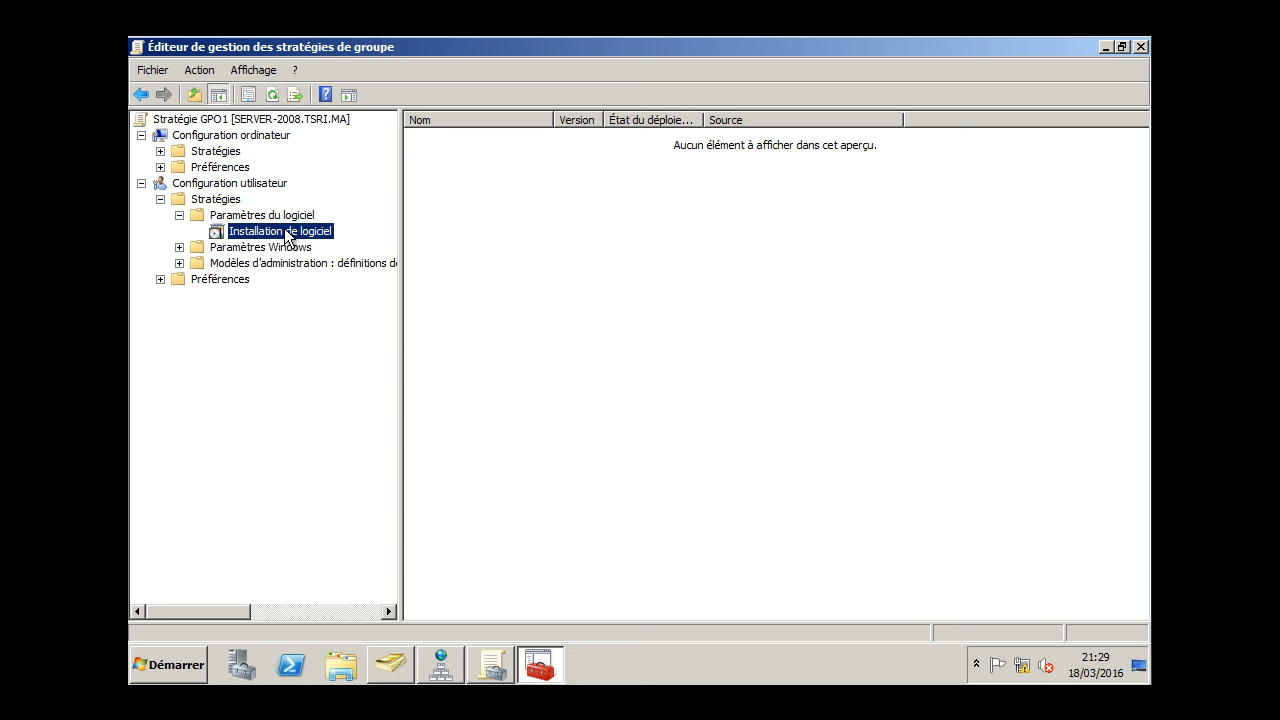 Éditeur de gestion des stratégies de groupe
Fichier Action Affichage ?
Stratégie GPO1 [SERVER-2008.TSRI.MA]
Configuration ordinateur
Stratégies
Préférences
Configuration utilisateur
Stratégies
Paramètres du logiciel
Installation de logiciel
Paramètres Windows
Modèles d'administration : définitions de
Préférences
Nom Version État du déploie... Source
Aucun élément à afficher dans cet aperçu.
Démarrer
21:29
18/03/2016